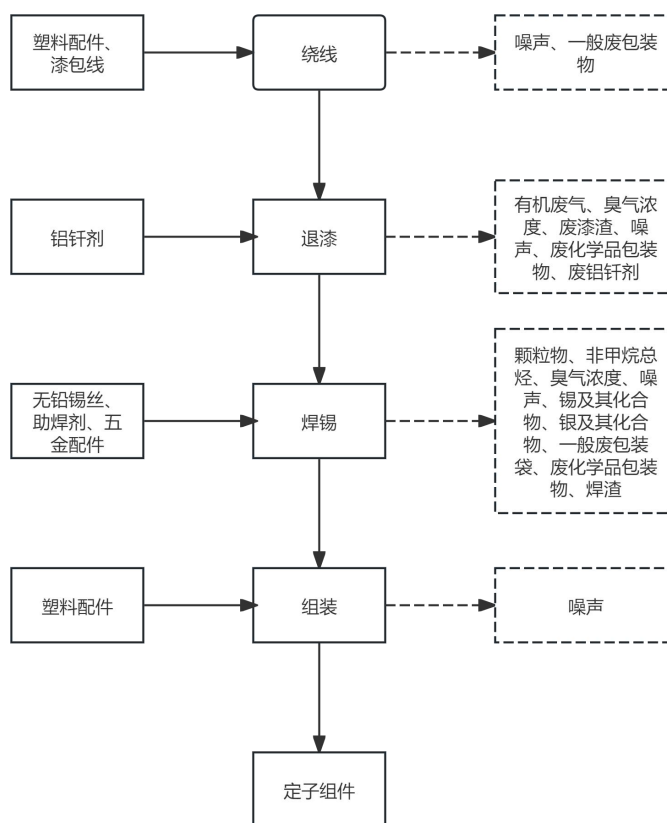 塑料配件、
漆包线
绕线
噪声、一般废包装
物
铝钎剂
退漆
有机废气、臭气浓
度、废漆渣、噪
声、废化学品包装
物、废铝钎剂
无铅锡丝、
助焊剂、五
金配件
焊锡
颗粒物、非甲烷总
烃、臭气浓度、噪
声、锡及其化合
物、银及其化合
物、一般废包装
袋、废化学品包装
物、焊渣
塑料配件
组装
噪声
定子组件